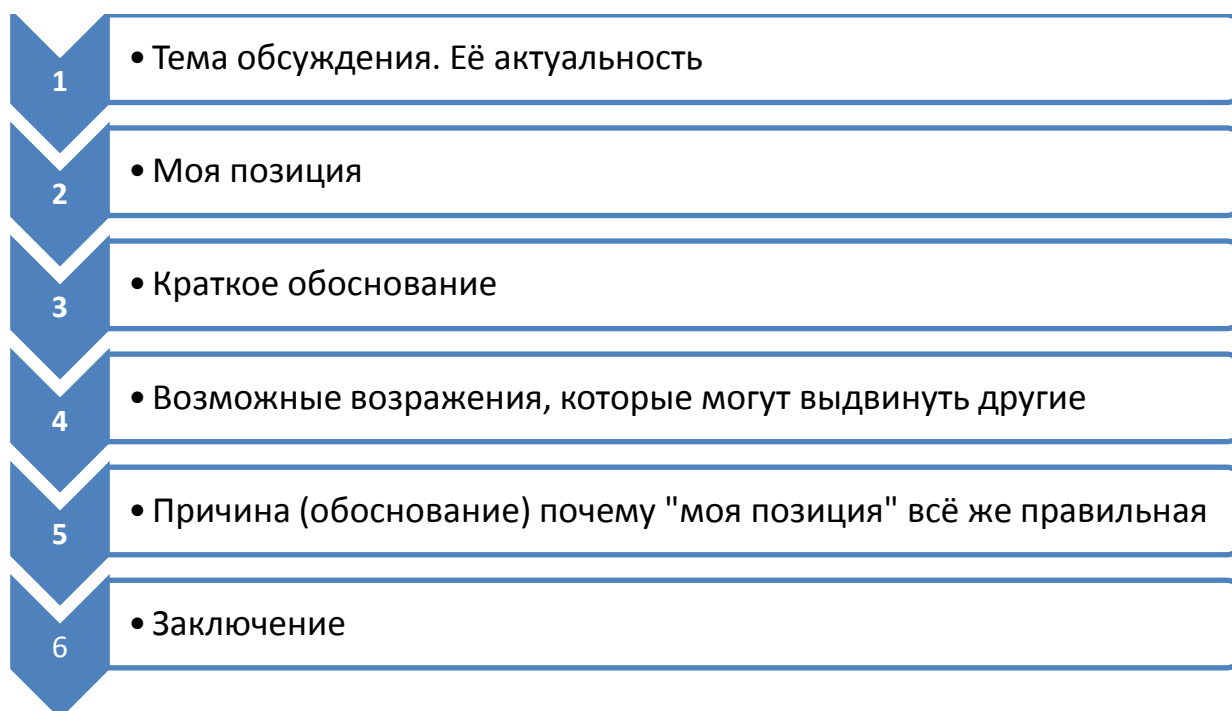 1
• Тема обсуждения. Её актуальность
2
• Моя позиция
3
• Краткое обоснование
4
• Возможные возражения, которые могут выдвинуть другие
5
• Причина (обоснование) почему "моя позиция" всё же правильная
6
• Заключение